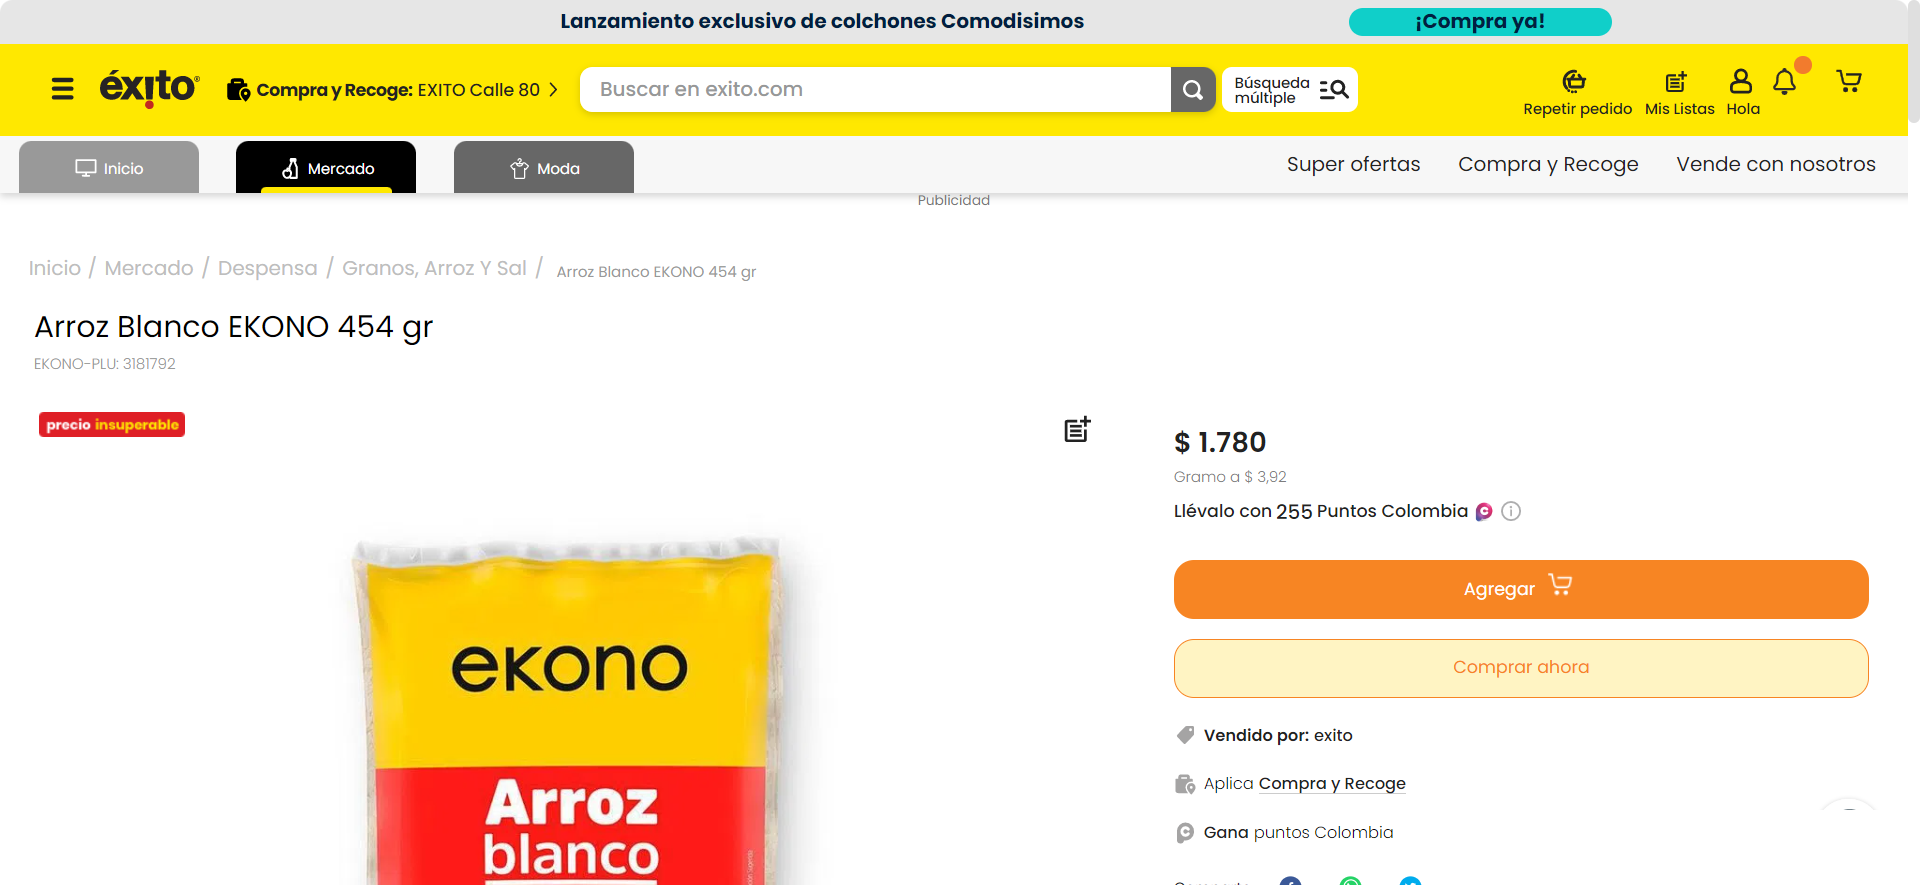 Lanzamiento exclusivo de colchones Comodisimos
¡Compra ya!
éxito
Compra y Recoge: EXITO Calle 80
Buscar en exito.com
Búsqueda
múltiple
Repetir pedido
Mis Listas
Hola
Inicio
Mercado
Moda
Super ofertas
Compra y Recoge
Vende con nosotros
Publicidad
Inicio / Mercado / Despensa / Granos, Arroz Y Sal / Arroz Blanco EKONO 454 gr
Arroz Blanco EKONO 454 gr
EKONO-PLU: 3181792
precio insuperable
ekono
Arroz
blanco
$ 1.780
Gramo a $ 3,92
Llévalo con 255 Puntos Colombia
Agregar
Comprar ahora
Vendido por: exito
Aplica Compra y Recoge
Gana puntos Colombia